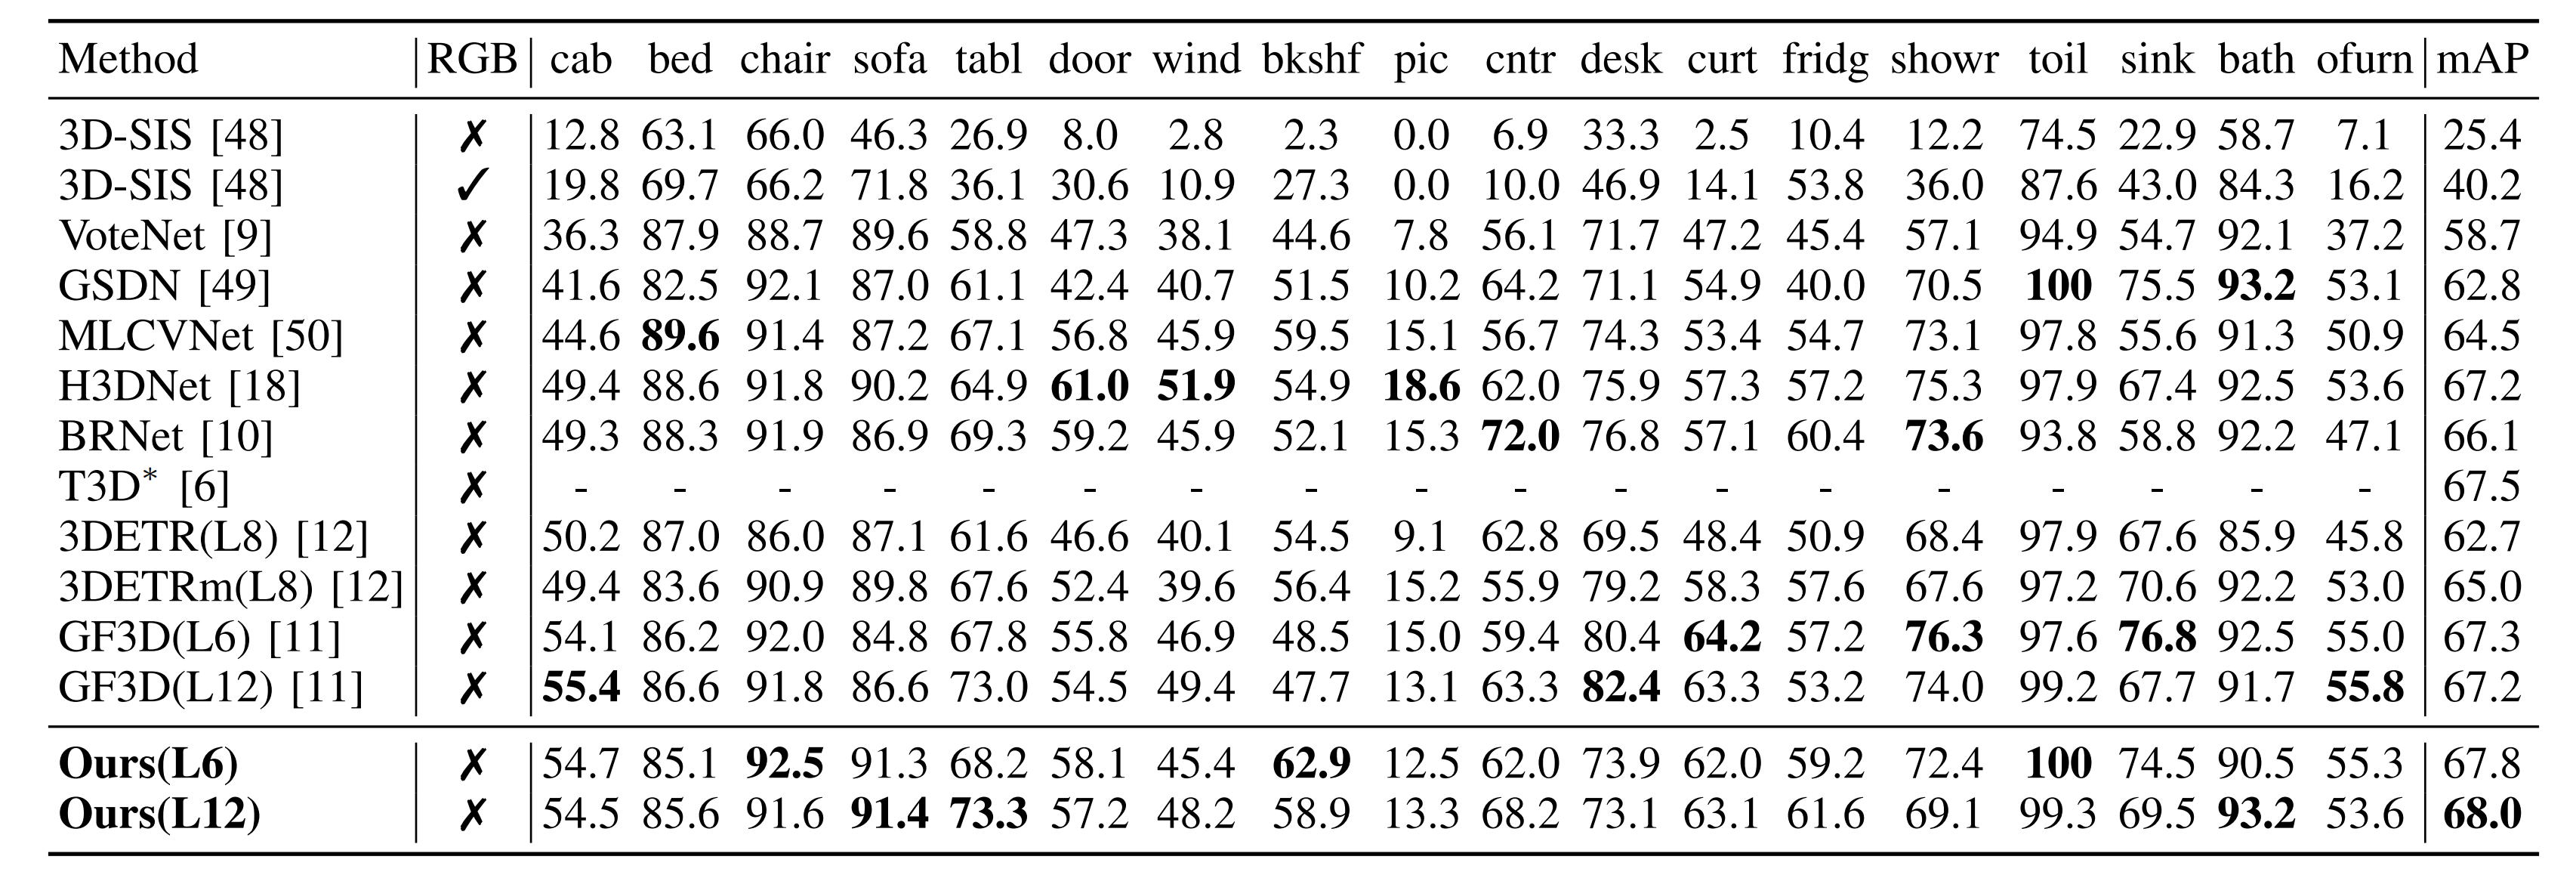 Method RGB cab bed chair sofa tabl door wind bkshf pic cntr desk curt fridg showr toil sink bath ofurn mAP
3D-SIS [48] ✗ 12.8 63.1 66.0 46.3 26.9 8.0 2.8 2.3 0.0 6.9 33.3 2.5 10.4 12.2 74.5 22.9 58.7 7.1 25.4
3D-SIS [48] ✓ 19.8 69.7 66.2 71.8 36.1 30.6 10.9 27.3 0.0 10.0 46.9 14.1 53.8 36.0 87.6 43.0 84.3 16.2 40.2
VoteNet [9] ✗ 36.3 87.9 88.7 89.6 58.8 47.3 38.1 44.6 7.8 56.1 71.7 47.2 45.4 57.1 94.9 54.7 92.1 37.2 58.7
GSDN [49] ✗ 41.6 82.5 92.1 87.0 61.1 42.4 40.7 51.5 10.2 64.2 71.1 54.9 40.0 70.5 100 75.5 93.2 53.1 62.8
MLCVNet [50] ✗ 44.6 89.6 91.4 87.2 67.1 56.8 45.9 59.5 15.1 56.7 74.3 53.4 54.7 73.1 97.8 55.6 91.3 50.9 64.5
H3DNet [18] ✗ 49.4 88.6 91.8 90.2 64.9 61.0 51.9 54.9 18.6 62.0 75.9 57.3 57.2 75.3 97.9 67.4 92.5 53.6 67.2
BRNet [10] ✗ 49.3 88.3 91.9 86.9 69.3 59.2 45.9 52.1 15.3 72.0 76.8 57.1 60.4 73.6 93.8 58.8 92.2 47.1 66.1
T3D* [6] ✗ - - - - - - - - - - - - - - - - - - 67.5
3DETR(L8) [12] ✗ 50.2 87.0 86.0 87.1 61.6 46.6 40.1 54.5 9.1 62.8 69.5 48.4 50.9 68.4 97.9 67.6 85.9 45.8 62.7
3DETRm(L8) [12] ✗ 49.4 83.6 90.9 89.8 67.6 52.4 39.6 56.4 15.2 55.9 79.2 58.3 57.6 67.6 97.2 70.6 92.2 53.0 65.0
GF3D(L6) [11] ✗ 54.1 86.2 92.0 84.8 67.8 55.8 46.9 48.5 15.0 59.4 80.4 64.2 57.2 76.3 97.6 76.8 92.5 55.0 67.3
GF3D(L12) [11] ✗ 55.4 86.6 91.8 86.6 73.0 54.5 49.4 47.7 13.1 63.3 82.4 63.3 53.2 74.0 99.2 67.7 91.7 55.8 67.2
Ours(L6) ✗ 54.7 85.1 92.5 91.3 68.2 58.1 45.4 62.9 12.5 62.0 73.9 62.0 59.2 72.4 100 74.5 90.5 55.3 67.8
Ours(L12) ✗ 54.5 85.6 91.6 91.4 73.3 57.2 48.2 58.9 13.3 68.2 73.1 63.1 61.6 69.1 99.3 69.5 93.2 53.6 68.0